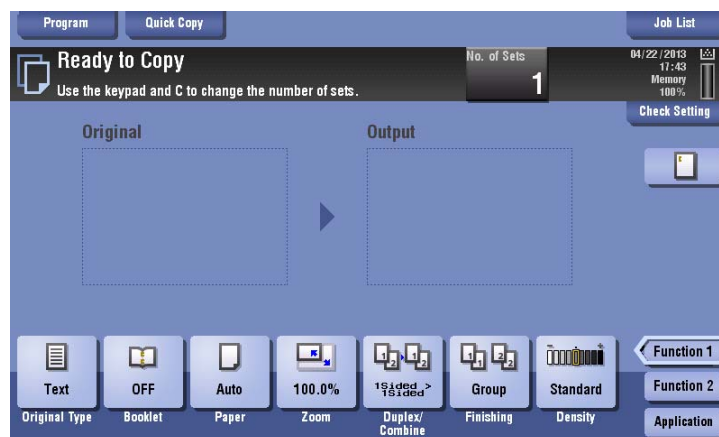 Program
Quick Copy
Job List
Ready to Copy
Use the keypad and C to change the number of sets.
No. of Sets
1
04/22/2013
17:43
Memory
100%
Check Setting
Original
Output
Text
OFF
Auto
100.0%
1Sided >
1Sided
Group
Standard
Original Type
Booklet
Paper
Zoom
Duplex/
Combine
Finishing
Density
Function 1
Function 2
Application